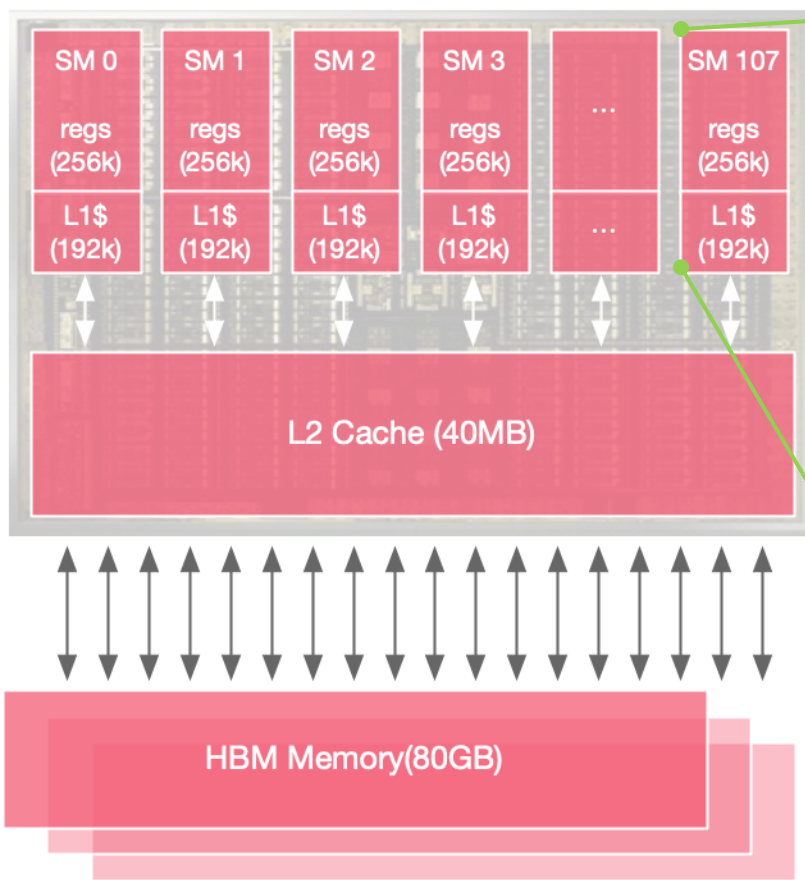 SM 0
regs
(256k)
L1$
(192k)
SM 1
regs
(256k)
L1$
(192k)
SM 2
regs
(256k)
L1$
(192k)
SM 3
regs
(256k)
L1$
(192k)
...
...
SM 107
regs
(256k)
L1$
(192k)
L2 Cache (40MB)
HBM Memory(80GB)